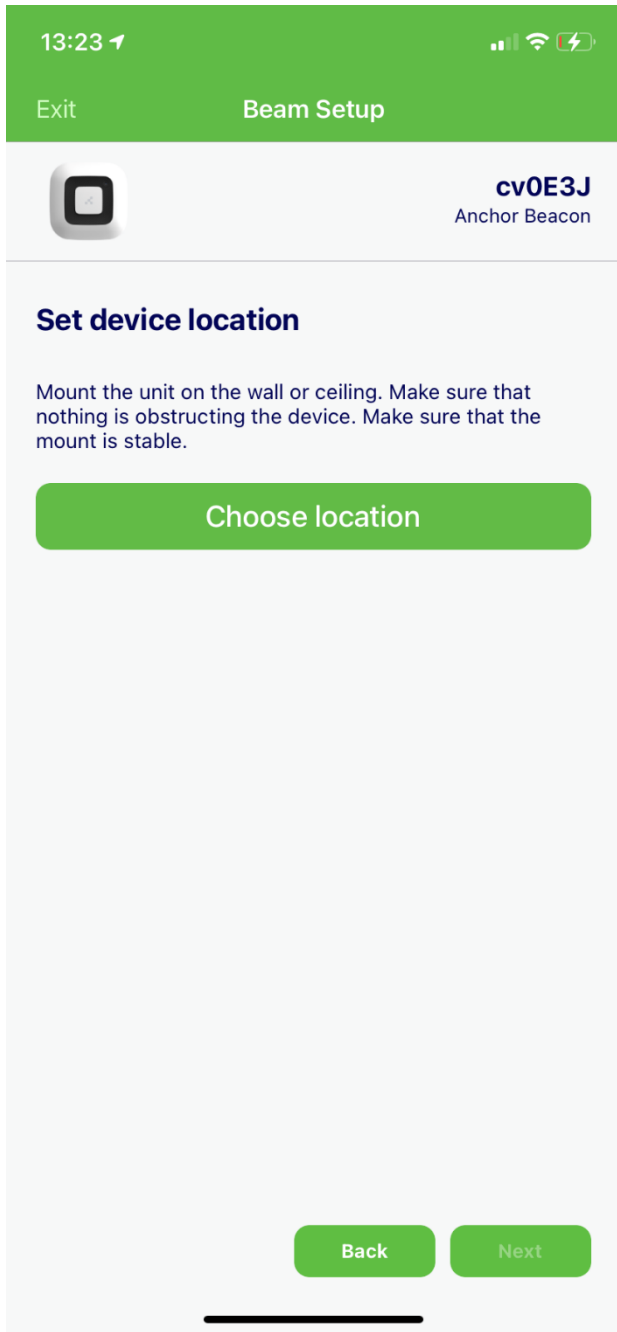 13:23
Exit
Beam Setup
cv0E3J
Anchor Beacon
Set device location
Mount the unit on the wall or ceiling. Make sure that
nothing is obstructing the device. Make sure that the
mount is stable.
Choose location
Back
Next